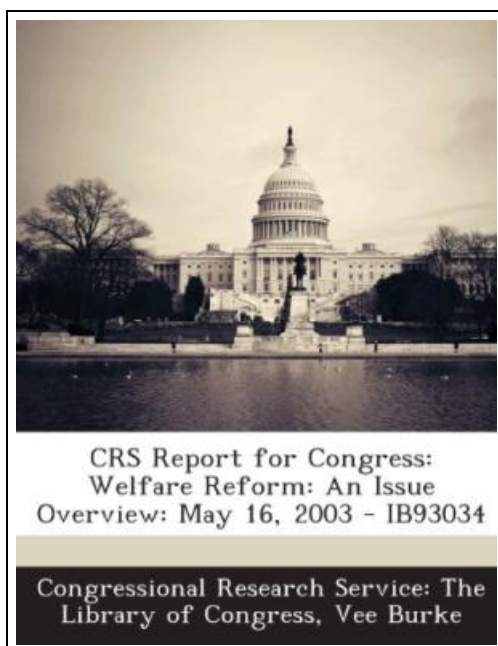 CRS Report for Congress:
Welfare Reform: An Issue
Overview: May 16, 2003 - IB93034
Congressional Research Service: The
Library of Congress, Vee Burke